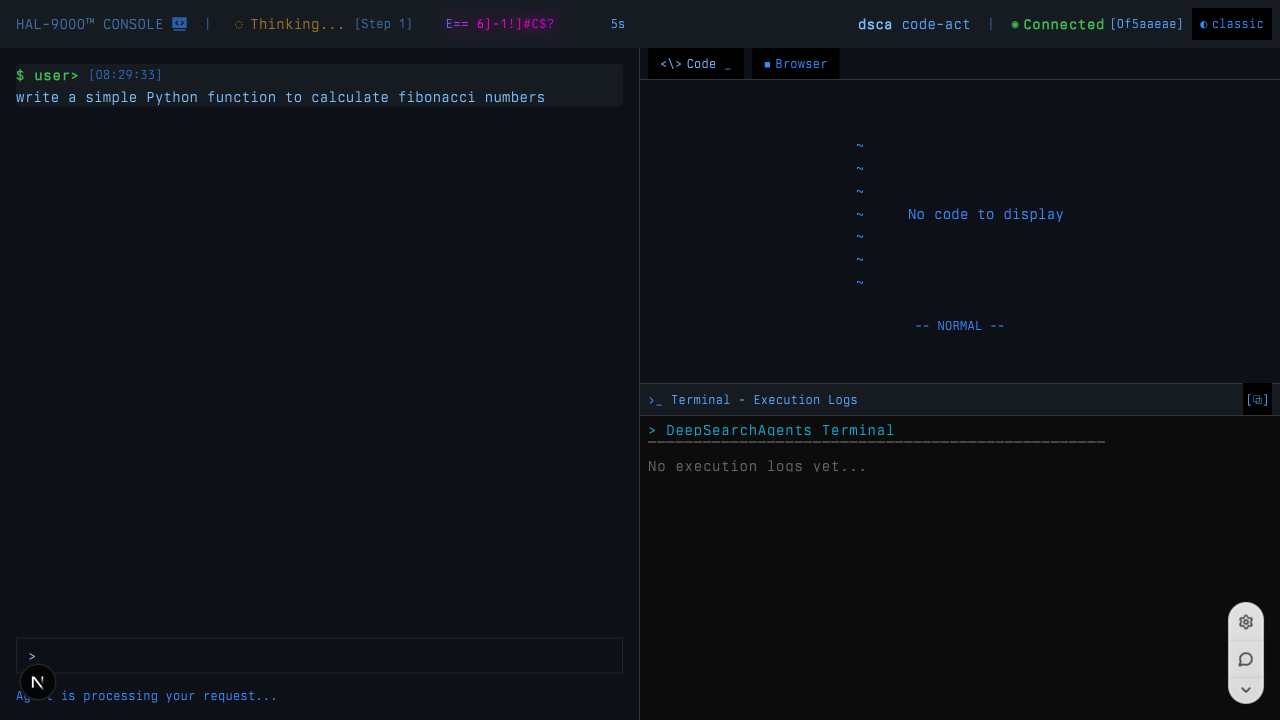 HAL-9000™ CONSOLE | Thinking... [Step 1] E== 6]-1!]#C$? 5s dsca code-act | Connected [0f5aaeae] classic
$ user> [08:29:33]
write a simple Python function to calculate fibonacci numbers
<\> Code _ Browser
~
~
~
~ No code to display
~
~
~
-- NORMAL --
›_ Terminal - Execution Logs
> DeepSearchAgents Terminal
No execution logs yet...
>
N
is processing your request...